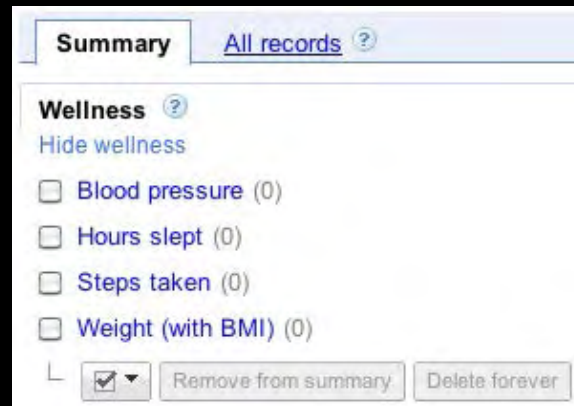 Summary All records ?
Wellness ?
Hide wellness
Blood pressure (0)
Hours slept (0)
Steps taken (0)
Weight (with BMI) (0)
Remove from summary Delete forever